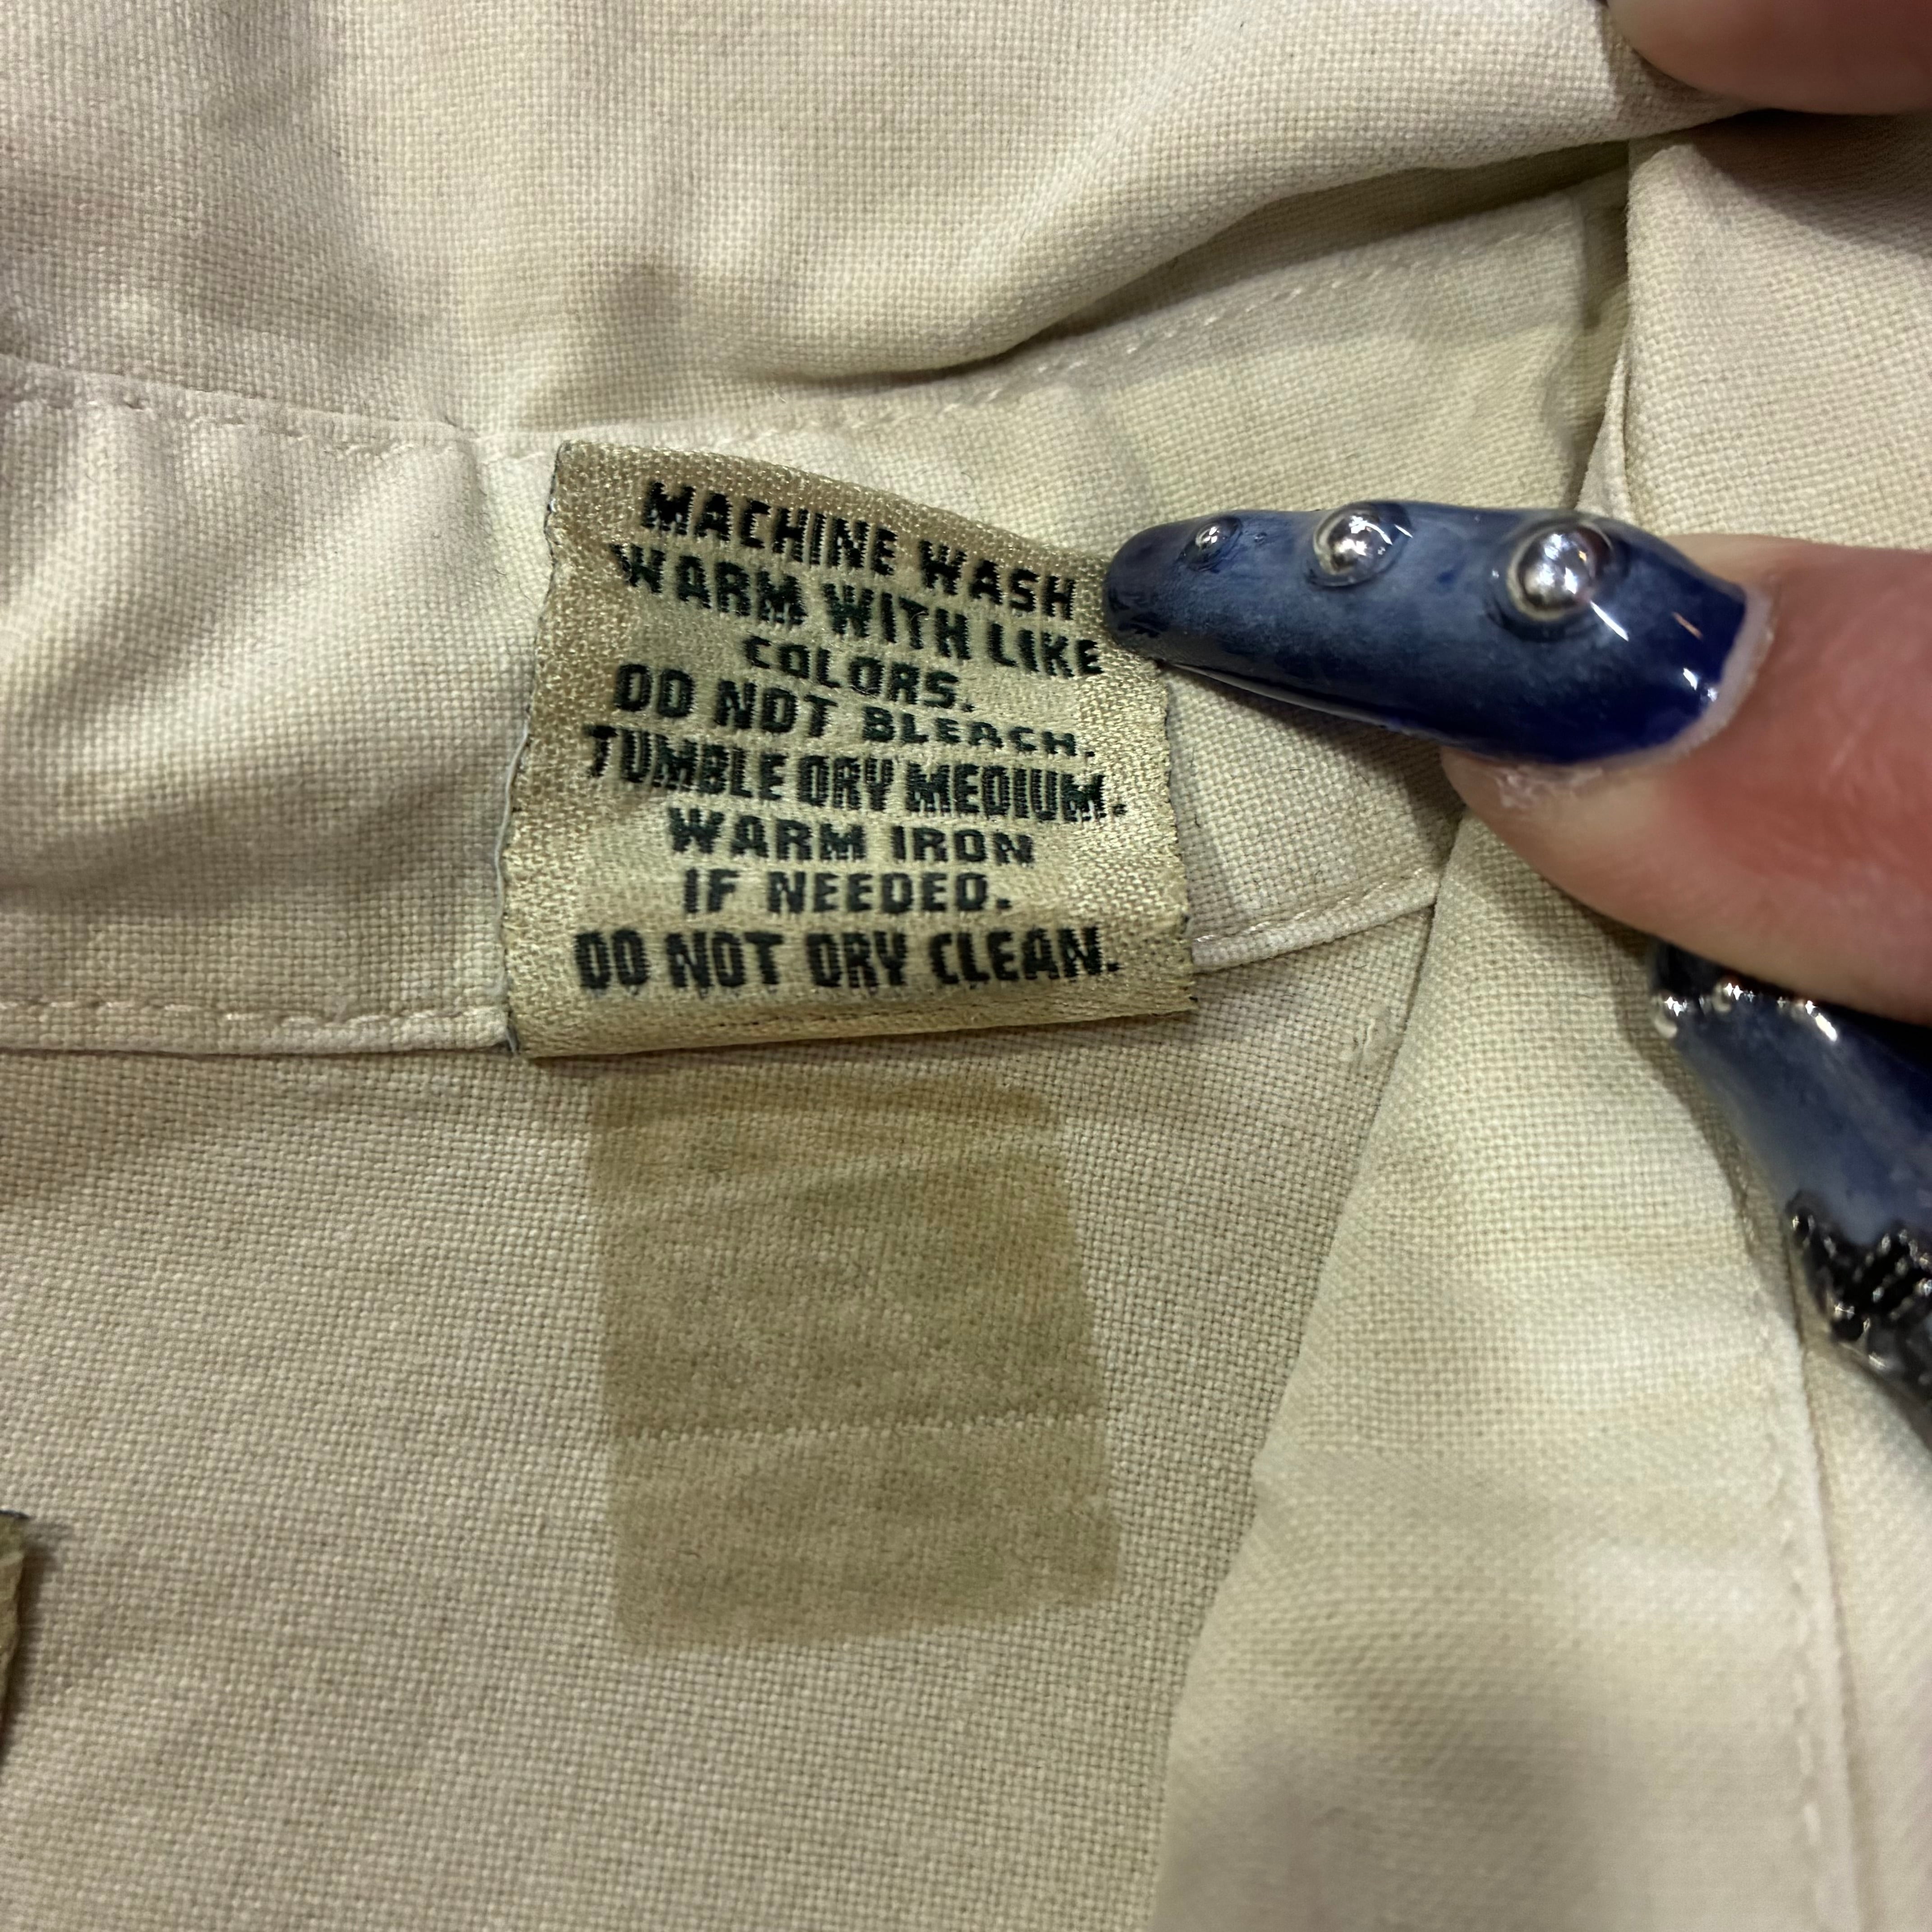 MACHINE WASH
WARM WITH LIKE
COLORS.
DO NOT BLEACH.
TUMBLE DRY MEDIUM.
WARM IRON
IF NEEDED.
DO NOT DRY CLEAN.